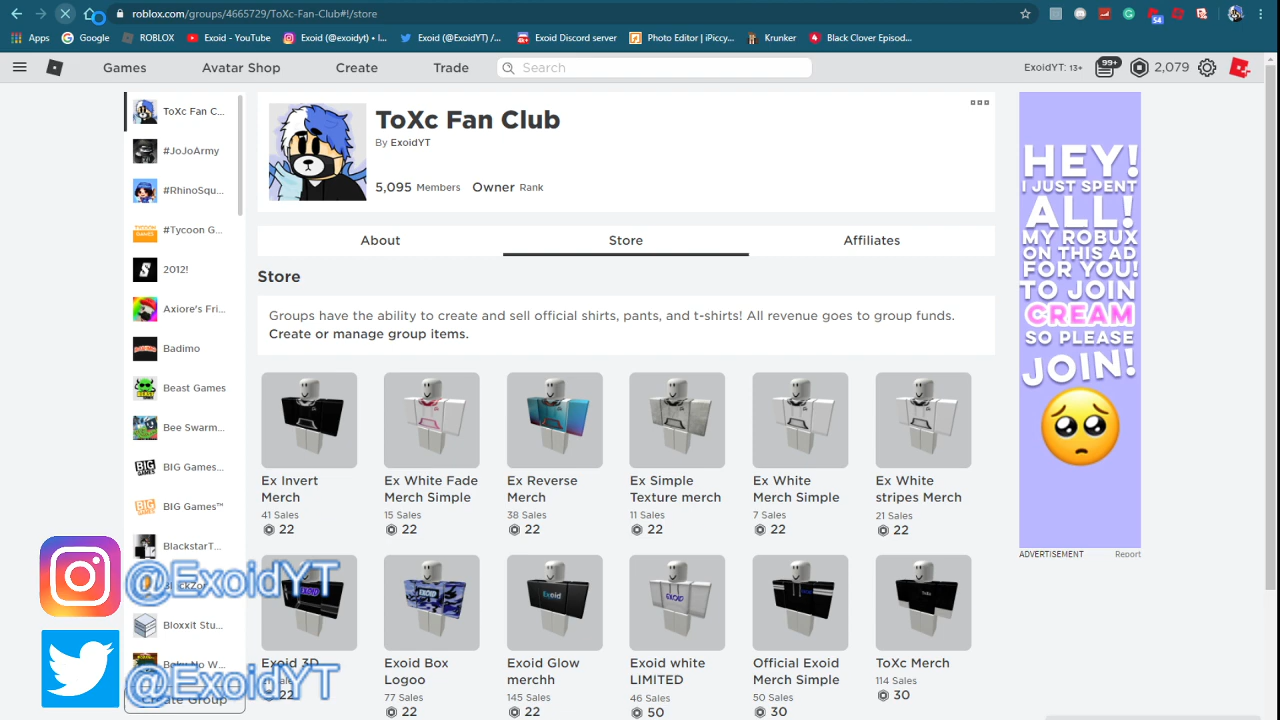 roblox.com/groups/4665729/ToXc-Fan-Club#!/store
54
Apps
Google
ROBLOX
Exoid - YouTube
Exoid (@exoidyt) • I...
Exoid (@ExoidYT) /...
Exoid Discord server
Photo Editor | iPiccy...
Krunker
Black Clover Episod...
Games
Avatar Shop
Create
Trade
Search
ExoidYT: 13+
99+
2,079
ToXc Fan C...
#JoJoArmy
#RhinoSqu...
#Tycoon G...
2012!
Axiore's Fri...
Badimo
Beast Games
Bee Swarm...
BIG Games...
BIG Games™
BlackstarT...
Bloxxit Stu...
Create Group
ToXc Fan Club
By ExoidYT
5,095 Members
Owner Rank
About
Store
Affiliates
Store
Groups have the ability to create and sell official shirts, pants, and t-shirts! All revenue goes to group funds.
Create or manage group items.
Ex Invert
Merch
41 Sales
22
Ex White Fade
Merch Simple
15 Sales
22
Ex Reverse
Merch
38 Sales
22
Ex Simple
Texture merch
11 Sales
22
Ex White
Merch Simple
7 Sales
22
Ex White
stripes Merch
21 Sales
22
Exoid 3D
22
Exoid Box
Logoo
77 Sales
22
Exoid Glow
merchh
145 Sales
22
Exoid white
LIMITED
46 Sales
50
Official Exoid
Merch Simple
50 Sales
30
ToXc Merch
114 Sales
30
HEY!
I JUST SPENT
ALL!
MY ROBUX
ON THIS AD
FOR YOU!
TO JOIN
CREAM
SO PLEASE
JOIN!
ADVERTISEMENT
Report
@ExoidYT
@ExoidYT